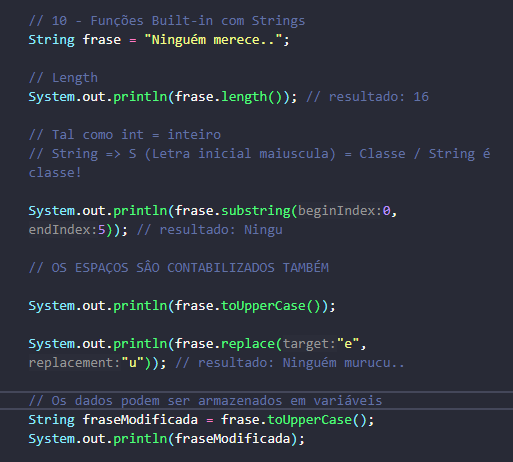 // 10 - Funções Built-in com Strings
String frase = "Ninguém merece..";
// Length
System.out.println(frase.length()); // resultado: 16
// Tal como int = inteiro
// String => S (Letra inicial maiuscula) = Classe / String é
classe!
System.out.println(frase.substring(beginIndex:0,
endIndex:5)); // resultado: Ningu
// OS ESPAÇOS SÂO CONTABILIZADOS TAMBÉM
System.out.println(frase.toUpperCase());
System.out.println(frase.replace(target:"e",
replacement:"u")); // resultado: Ninguém murucu..
// Os dados podem ser armazenados em variáveis
String fraseModificada = frase.toUpperCase();
System.out.println(fraseModificada);